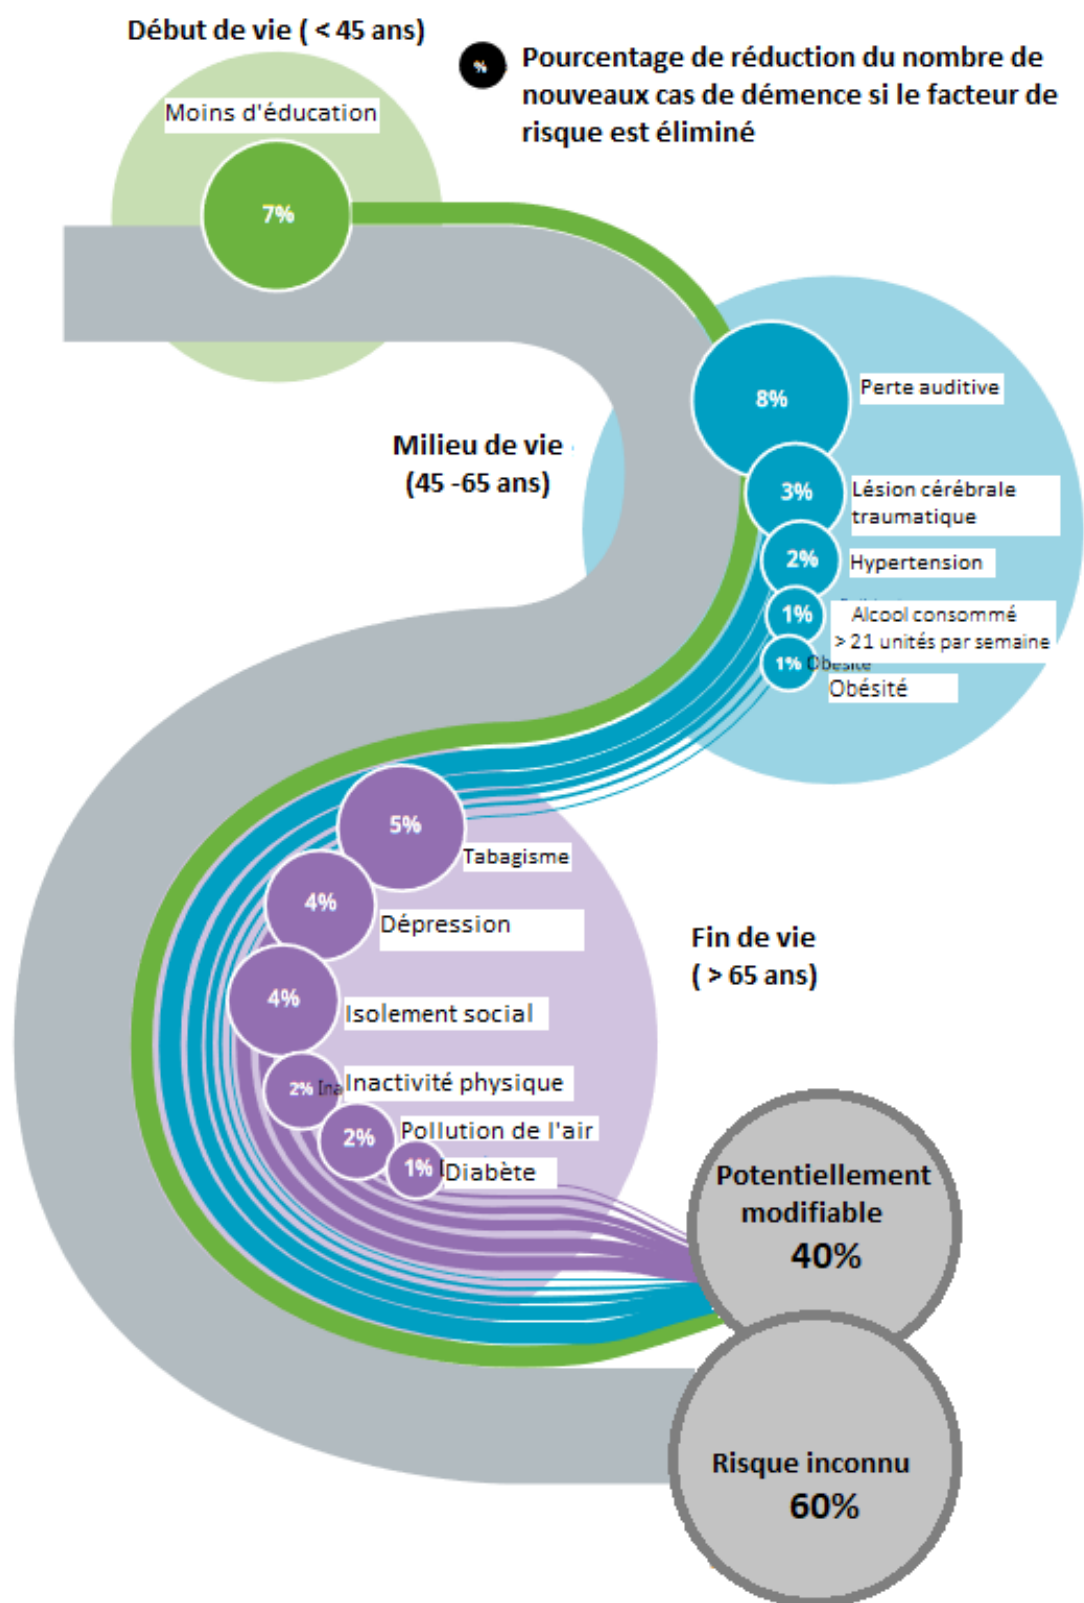 Début de vie ( < 45 ans)
%
Pourcentage de réduction du nombre de
nouveaux cas de démence si le facteur de
risque est éliminé
Moins d'éducation
7%
8%
Perte auditive
Milieu de vie
(45 -65 ans)
3%
Lésion cérébrale
traumatique
2%
Hypertension
1%
Alcool consommé
> 21 unités par semaine
1% Obésité
Obésité
5%
Tabagisme
4%
Dépression
Fin de vie
( > 65 ans)
4%
Isolement social
2% Ina
Inactivité physique
2%
Pollution de l'air
1%
Diabète
Potentiellement
modifiable
40%
Risque inconnu
60%